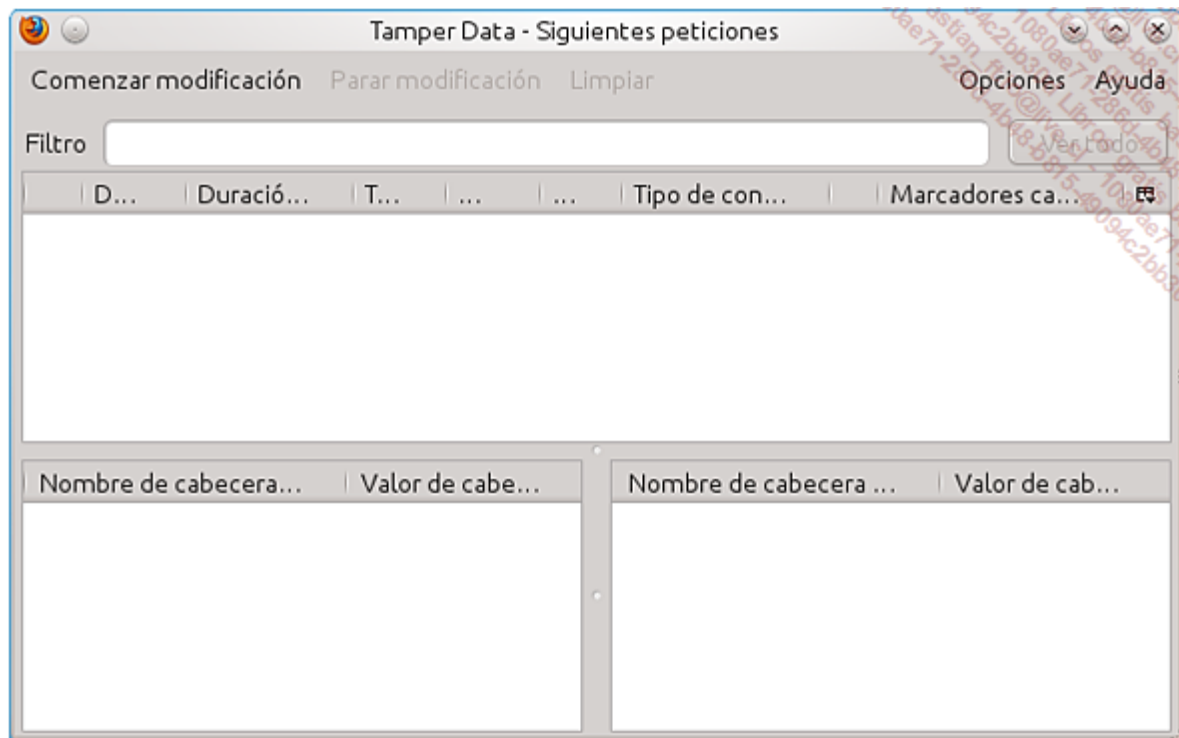 Tamper Data - Siguientes peticiones
Comenzar modificación Parar modificación Limpiar Opciones Ayuda
Filtro Ver todo
D... Duració... T... ... ... Tipo de con... Marcadores ca...
Nombre de cabecera... Valor de cabe... Nombre de cabecera ... Valor de cab...